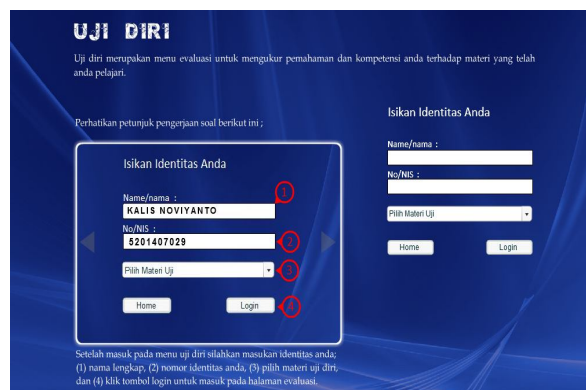 UJI DIRI
Uji diri merupakan menu evaluasi untuk mengukur pemahaman dan kompetensi anda terhadap materi yang telah
anda pelajari.
Perhatikan petunjuk pengerjaan soal berikut ini ;
Isikan Identitas Anda
Name/nama :
KALIS NOVIYANTO
1
No/NIS :
5201407029
2
Pilih Materi Uji
3
Home
Login
4
Setelah masuk pada menu uji diri silahkan masukan identitas anda;
(1) nama lengkap, (2) nomor identitas anda, (3) pilih materi uji diri,
dan (4) klik tombol login untuk masuk pada halaman evaluasi.
Isikan Identitas Anda
Name/nama :
No/NIS :
Pilih Materi Uji
Home
Login